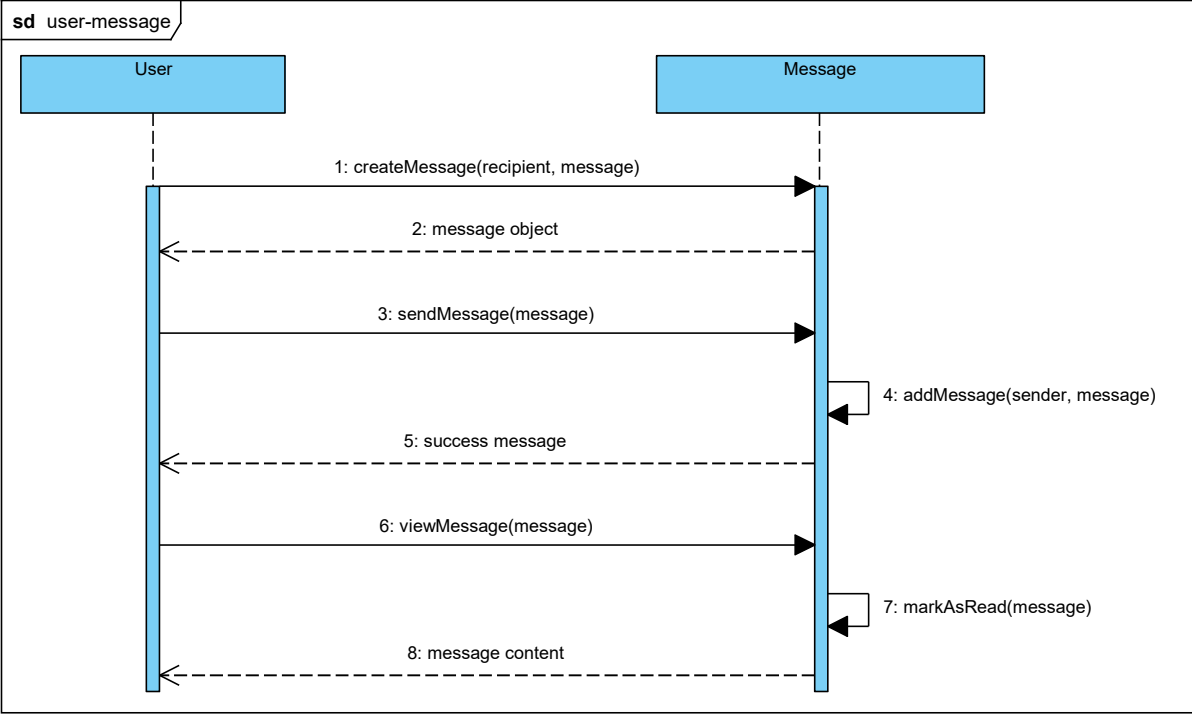 sd user-message
User
Message
1: createMessage(recipient, message)
2: message object
3: sendMessage(message)
4: addMessage(sender, message)
5: success message
6: viewMessage(message)
7: markAsRead(message)
8: message content